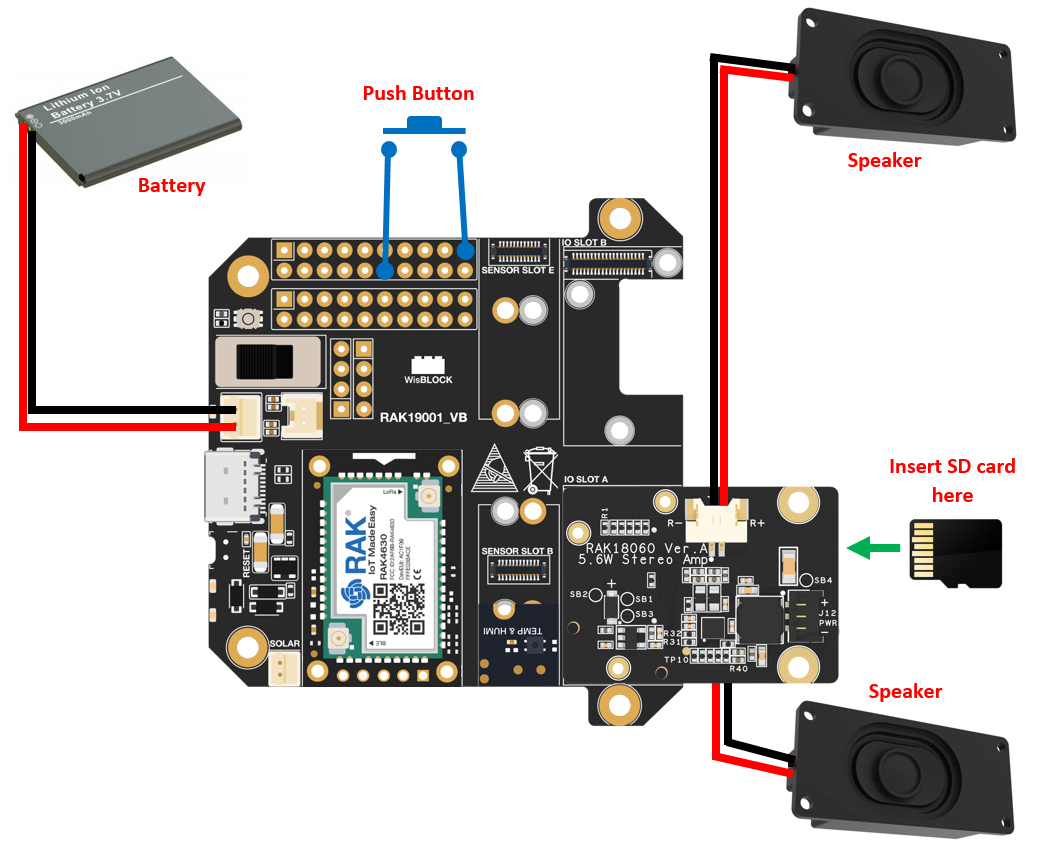 Lithium Ion
Battery 3.7V
3000mAh
Battery
Push Button
Speaker
IO SLOT B
SENSOR SLOT E
WisBLOCK
RAK19001_VB
IO SLOT A
Insert SD card
here
R1
R-
R+
RAK18060 Ver.A
5.6W Stereo Amp
LoRa
RAK®
IoT MadeEasy
RAK4630
BLE
RESET
SENSOR SLOT B
SB2
SB1
SB3
SB4
+
J12
PWR
-
TEMP & HUMI
R32
R31
TP10
R40
SOLAR
Speaker